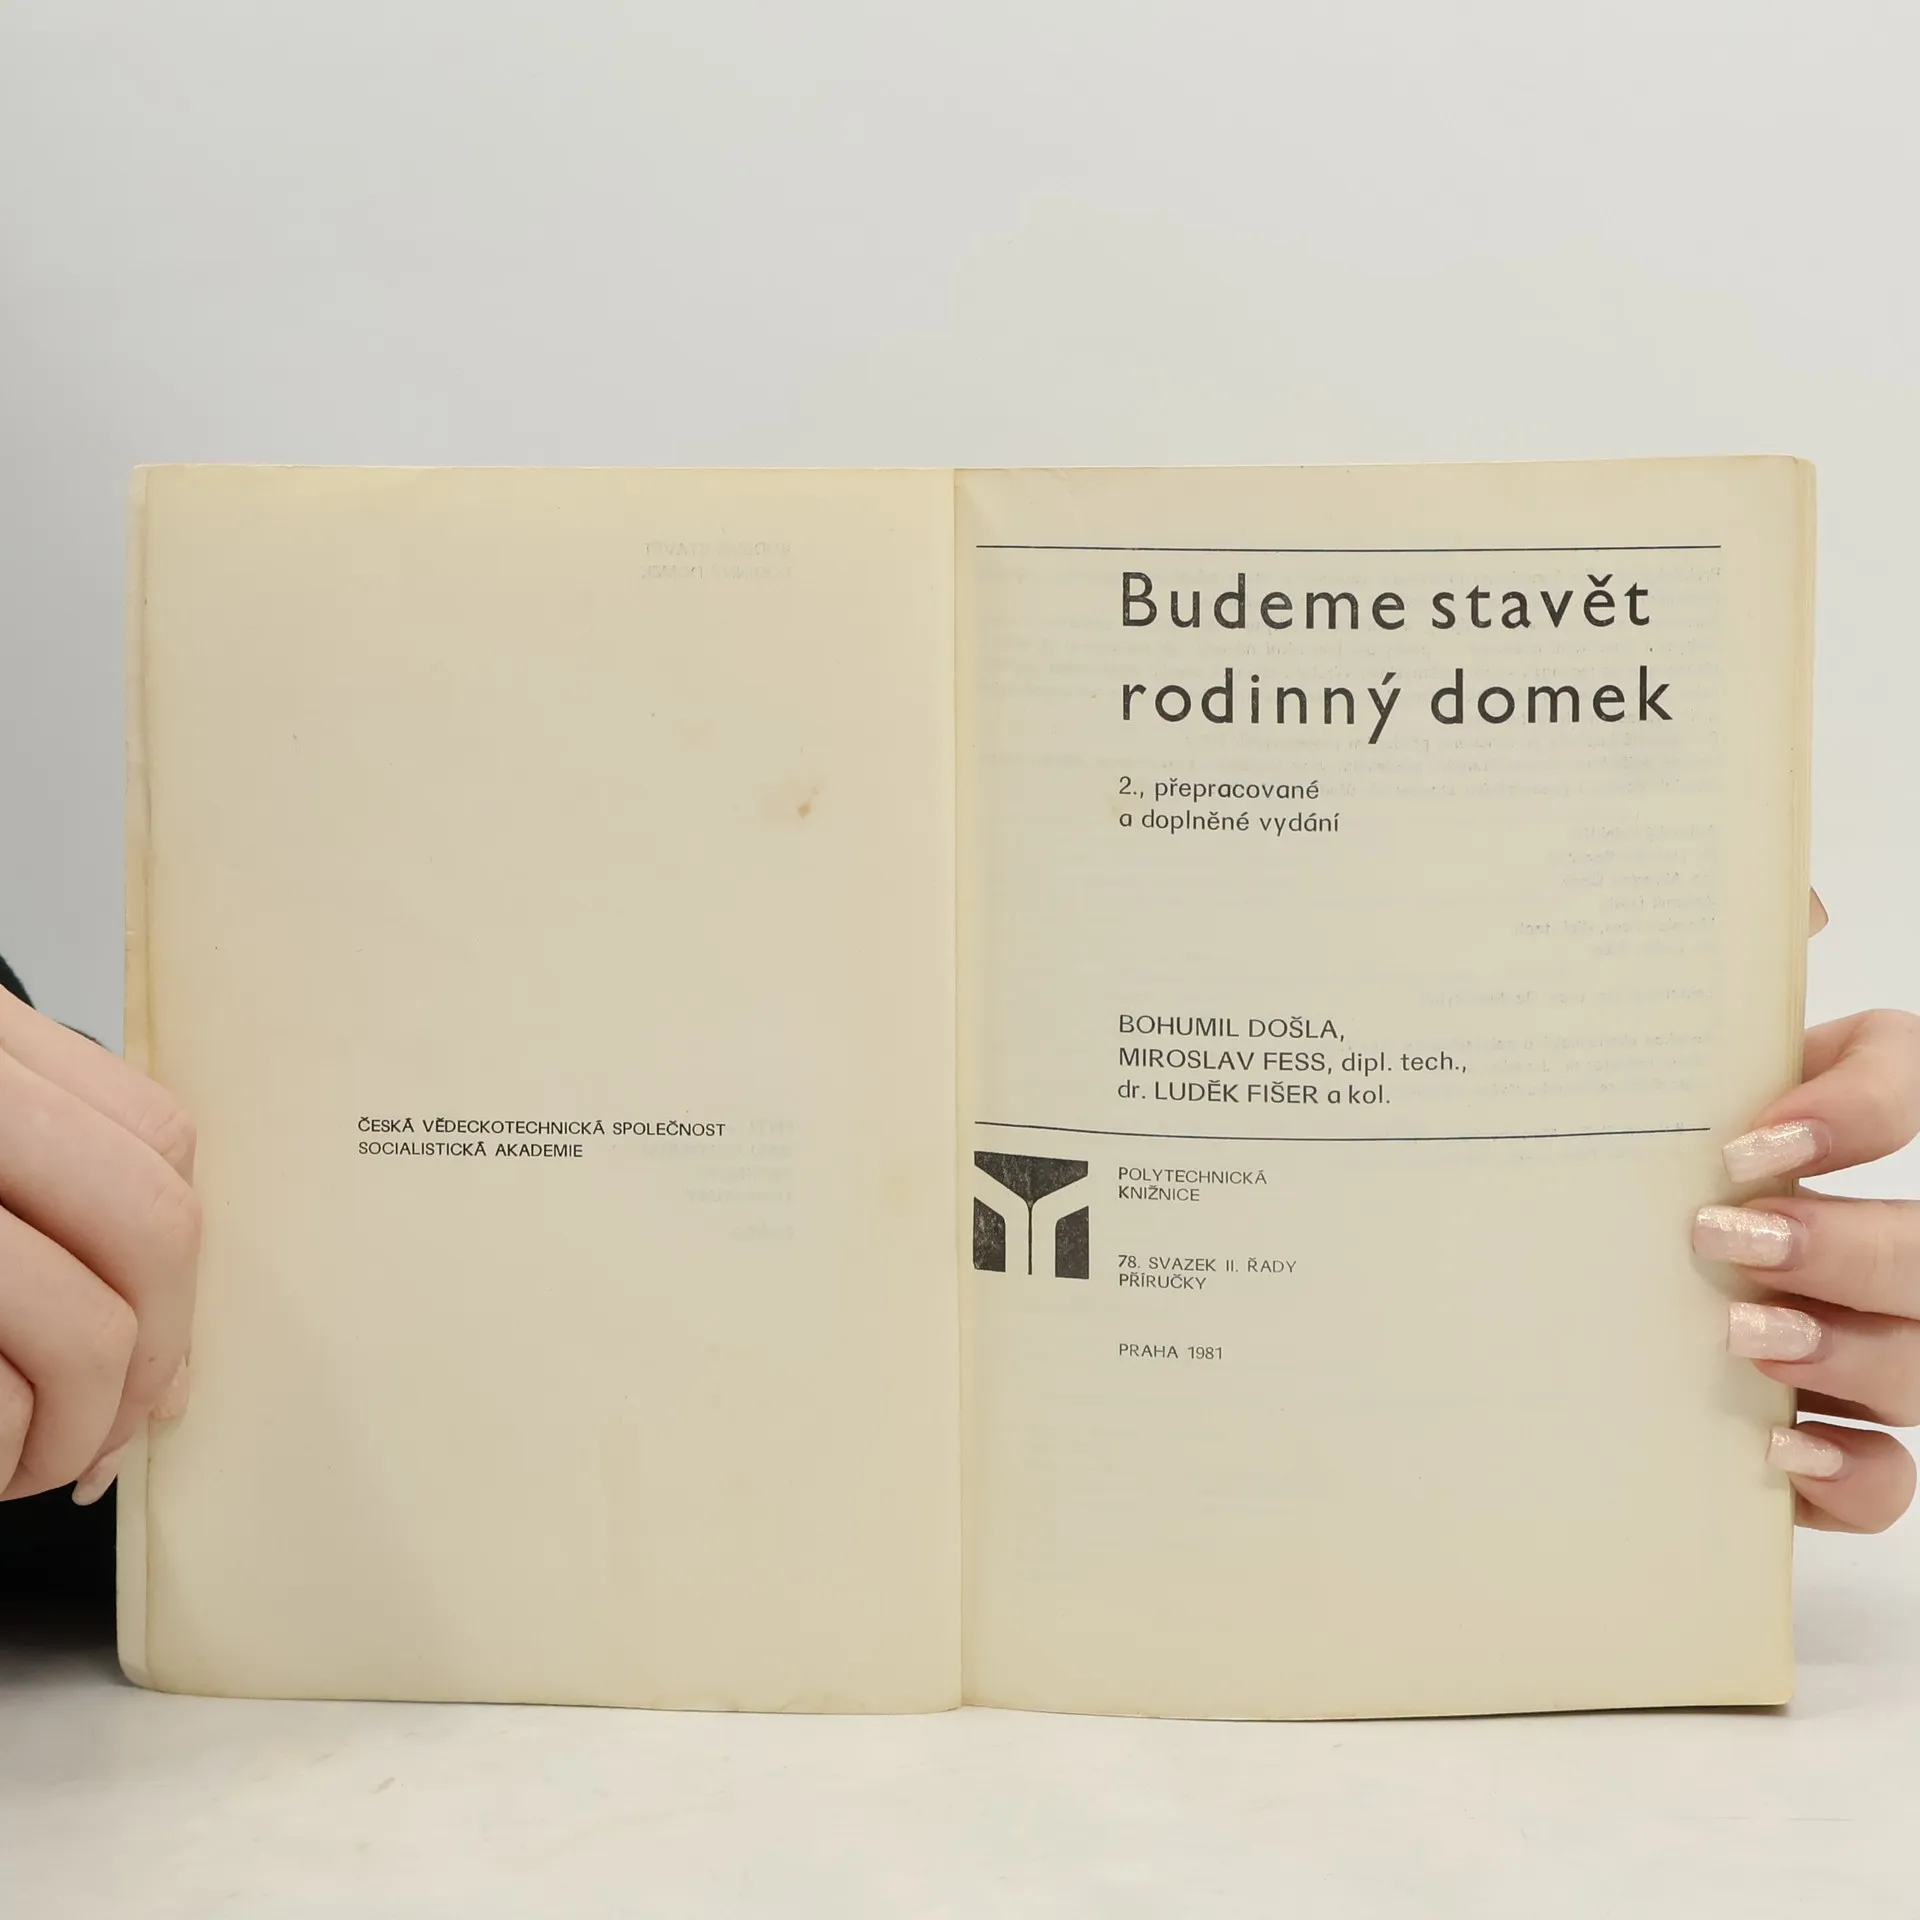 ČESKÁ VĚDECKOTECHNICKÁ SPOLEČNOST
SOCIALISTICKÁ AKADEMIE
Budeme stavět
rodinný domek
2., přepracované
a doplněné vydání
BOHUMIL DOŠLA,
MIROSLAV FESS, dipl. tech.,
dr. LUDĚK FIŠER a kol.
POLYTECHNICKÁ
KNIŽNICE
78. SVAZEK II. ŘADY
PŘÍRUČKY
PRAHA 1981